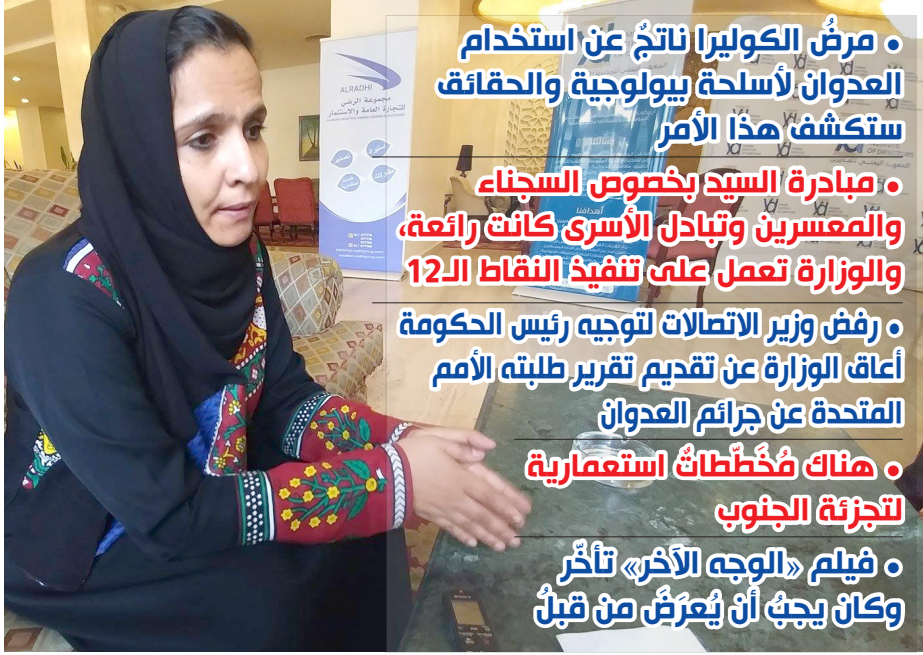 • مرضُ الكوليرا ناتجٌ عن استخدام
العدوان لأسلحة بيولوجية والحقائق
ستكشف هذا الأمر
• مبادرة السيد بخصوص السجناء
والمعسرين وتبادل الأسرى كانت رائعة،
والوزارة تعمل على تنفيذ النقاط الـ12
• رفض وزير الاتصالات لتوجيه رئيس الحكومة
أعاق الوزارة عن تقديم تقرير طلبته الأمم
المتحدة عن جرائم العدوان
• هناك مُخَطّطاتٌ استعمارية
لتجزئة الجنوب
• فيلم «الوجه الآخر» تأخّر
وكان يجبُ أن يُعرَضَ من قبلُ
ALRADHI
مجموعة الرضي
للتجارة العامة والإستثمار
أهدافنا
SONY